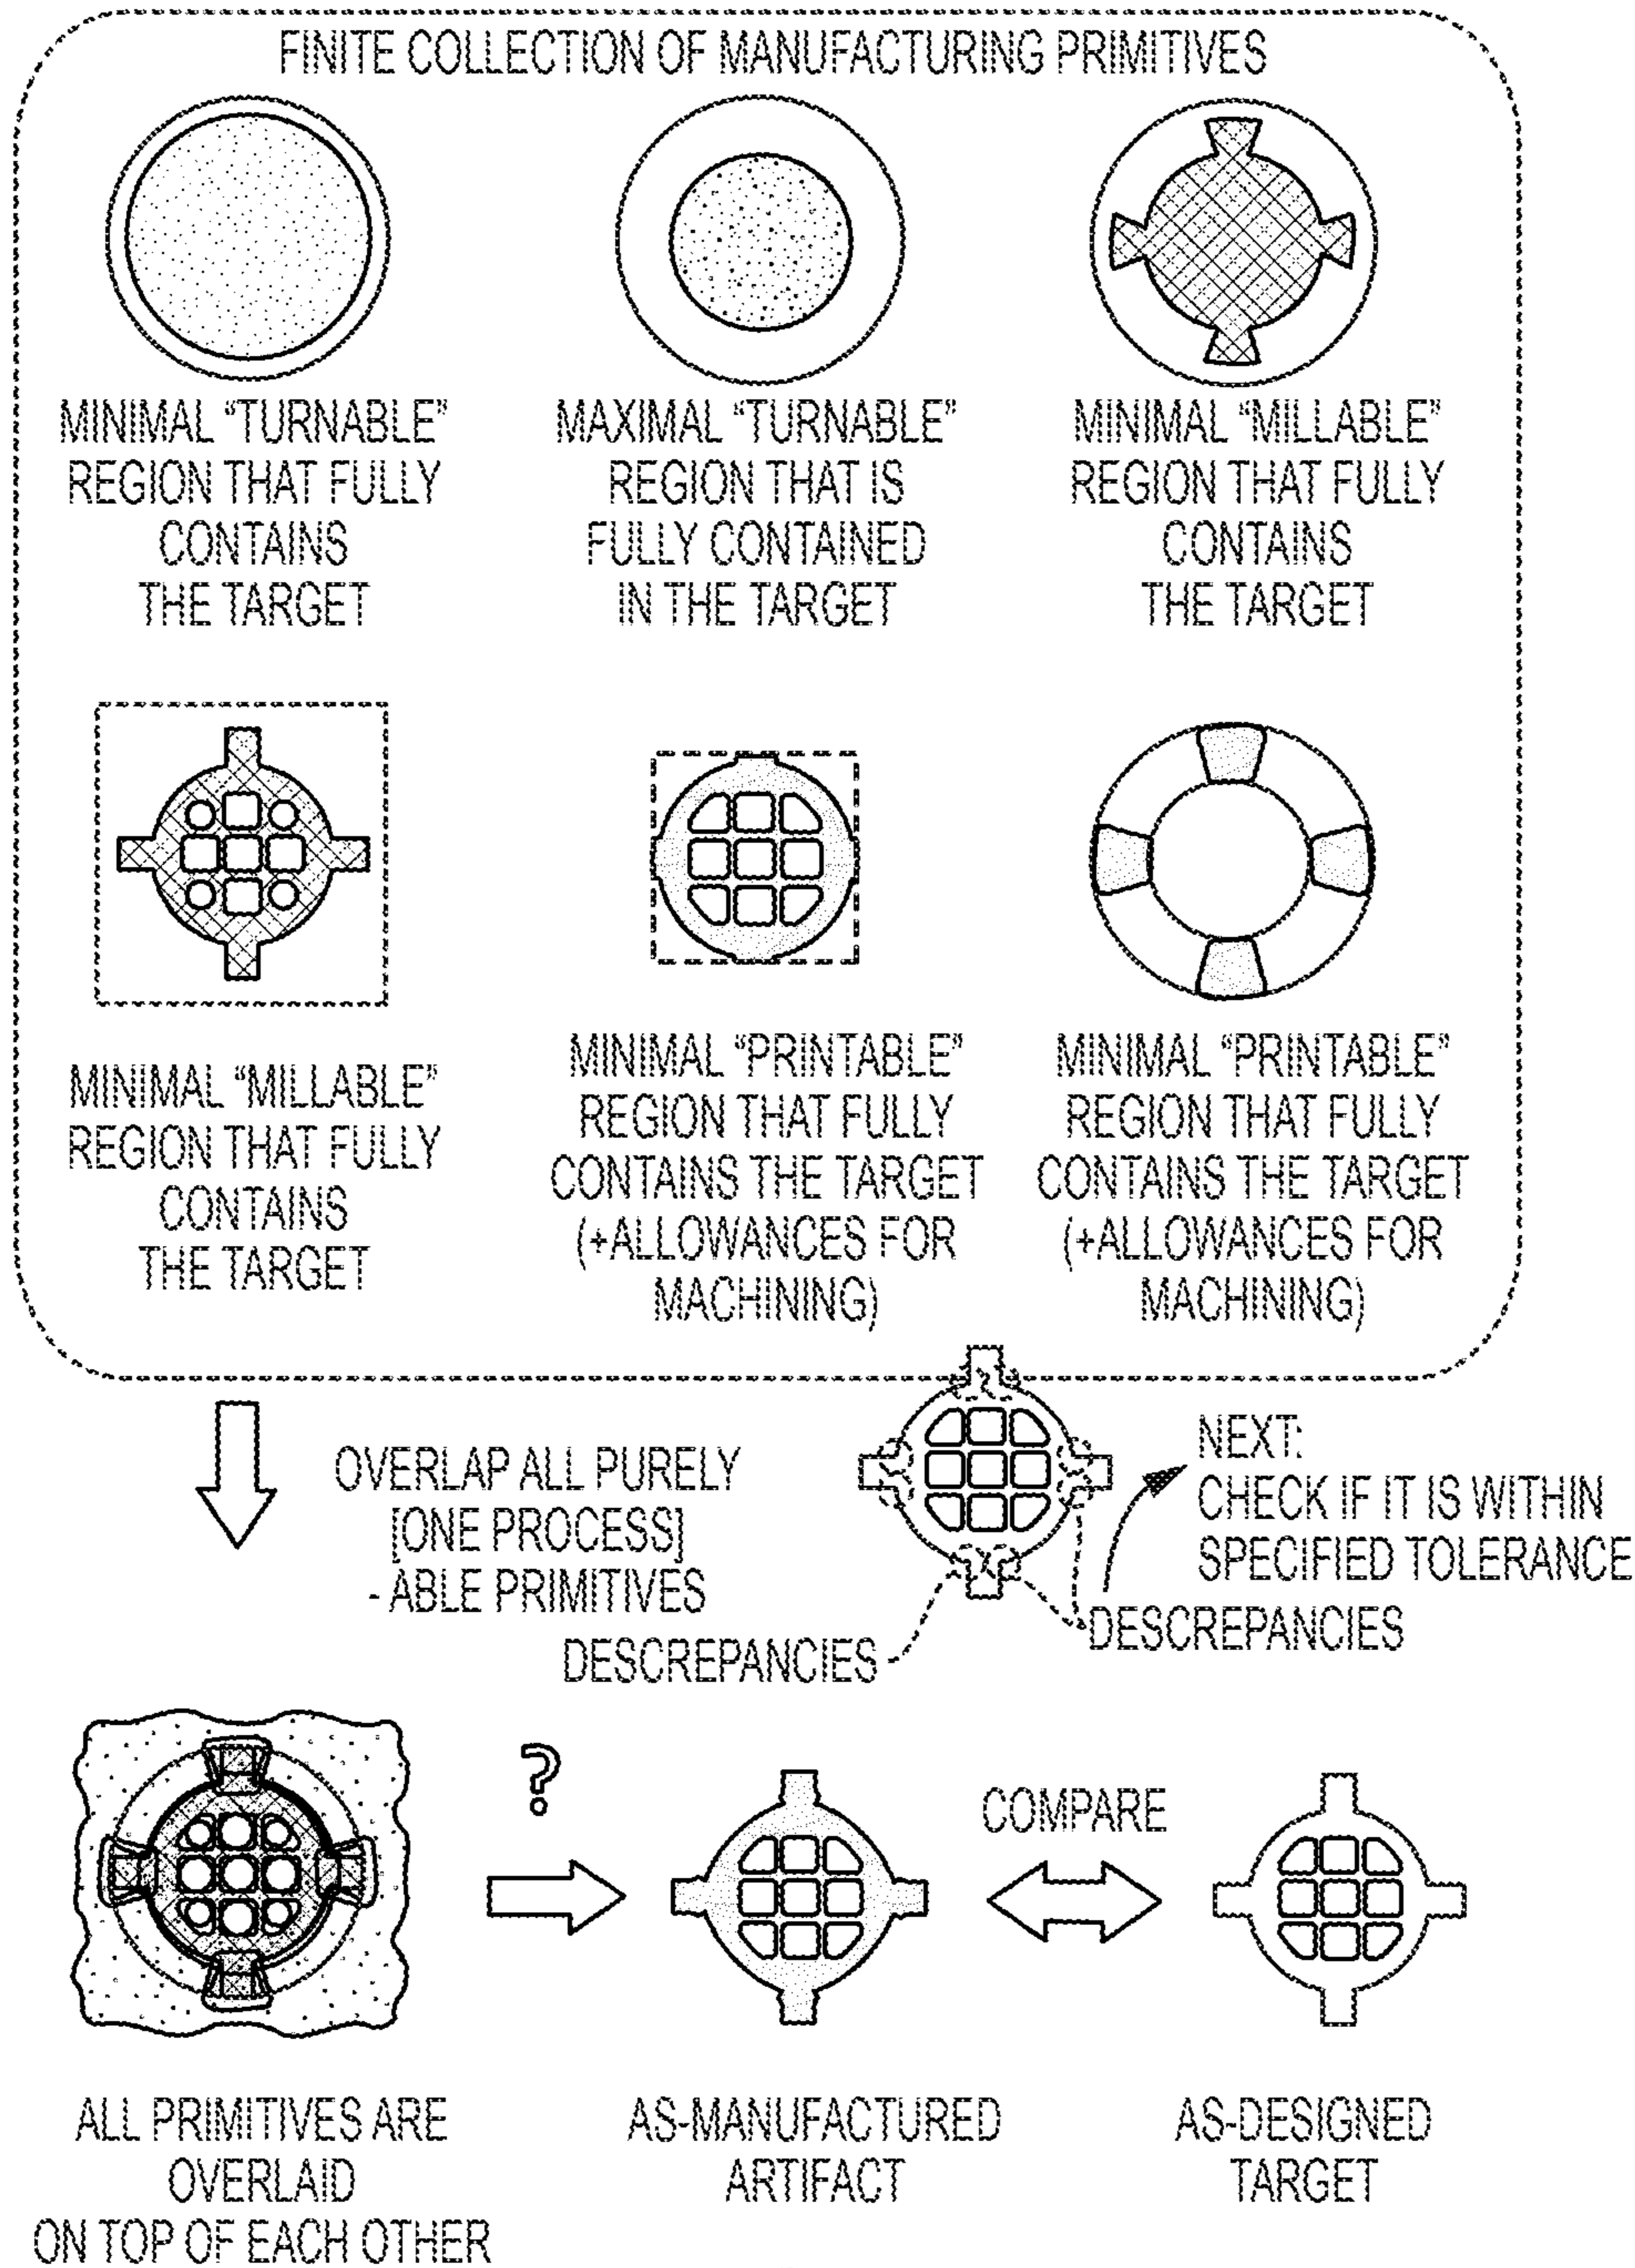 FINITE COLLECTION OF MANUFACTURING PRIMITIVES
MINIMAL "TURNABLE"
REGION THAT FULLY
CONTAINS
THE TARGET
MAXIMAL "TURNABLE"
REGION THAT IS
FULLY CONTAINED
IN THE TARGET
MINIMAL "MILLABLE"
REGION THAT FULLY
CONTAINS
THE TARGET
MINIMAL "MILLABLE"
REGION THAT FULLY
CONTAINS
THE TARGET
MINIMAL "PRINTABLE"
REGION THAT FULLY
CONTAINS THE TARGET
(+ALLOWANCES FOR
MACHINING)
MINIMAL "PRINTABLE"
REGION THAT FULLY
CONTAINS THE TARGET
(+ALLOWANCES FOR
MACHINING)
OVERLAP ALL PURELY
[ONE PROCESS]
- ABLE PRIMITIVES
NEXT:
CHECK IF IT IS WITHIN
SPECIFIED TOLERANCE
DESCREPANCIES
DESCREPANCIES
?
COMPARE
ALL PRIMITIVES ARE
OVERLAID
ON TOP OF EACH OTHER
AS-MANUFACTURED
ARTIFACT
AS-DESIGNED
TARGET